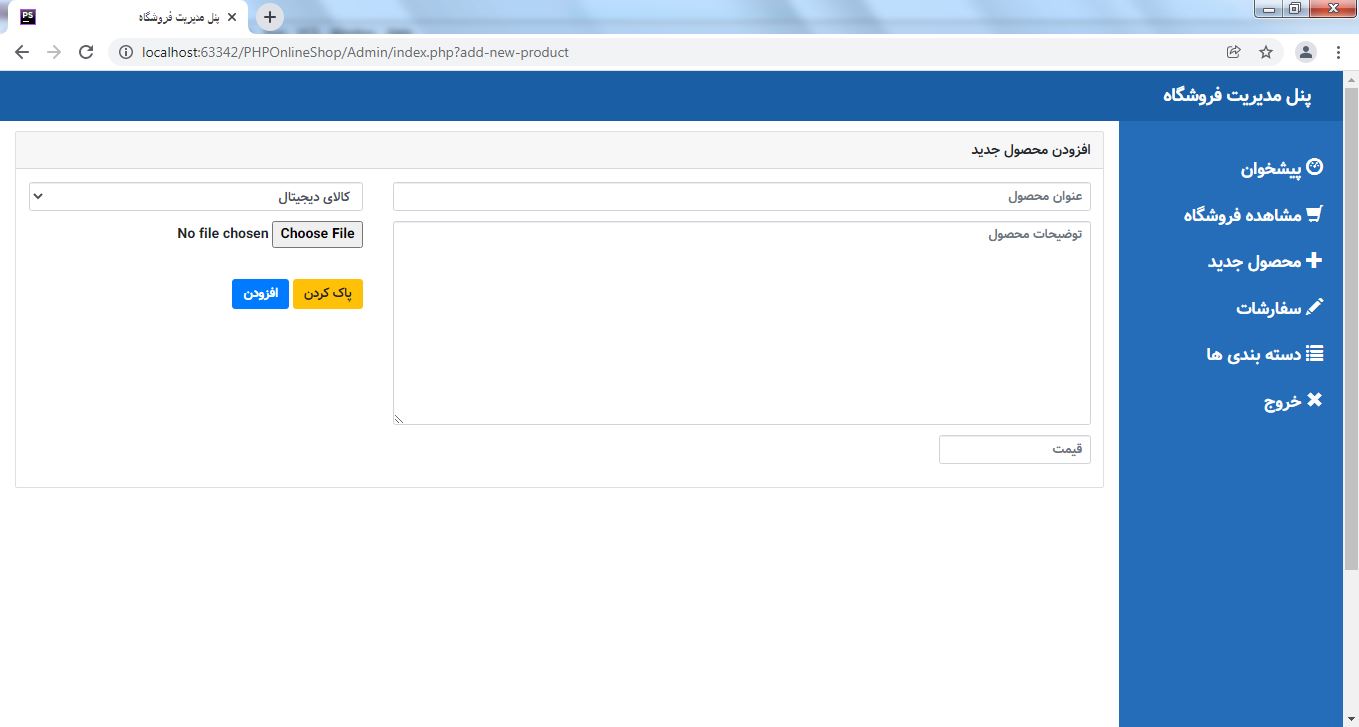 PS
پنل مدیریت فروشگاه
localhost:63342/PHPOnlineShop/Admin/index.php?add-new-product
پنل مدیریت فروشگاه
پیشخوان
مشاهده فروشگاه
محصول جدید
سفارشات
دسته بندی ها
خروج
افزودن محصول جدید
عنوان محصول
توضیحات محصول
قیمت
کالای دیجیتال
Choose File No file chosen
پاک کردن
افزودن